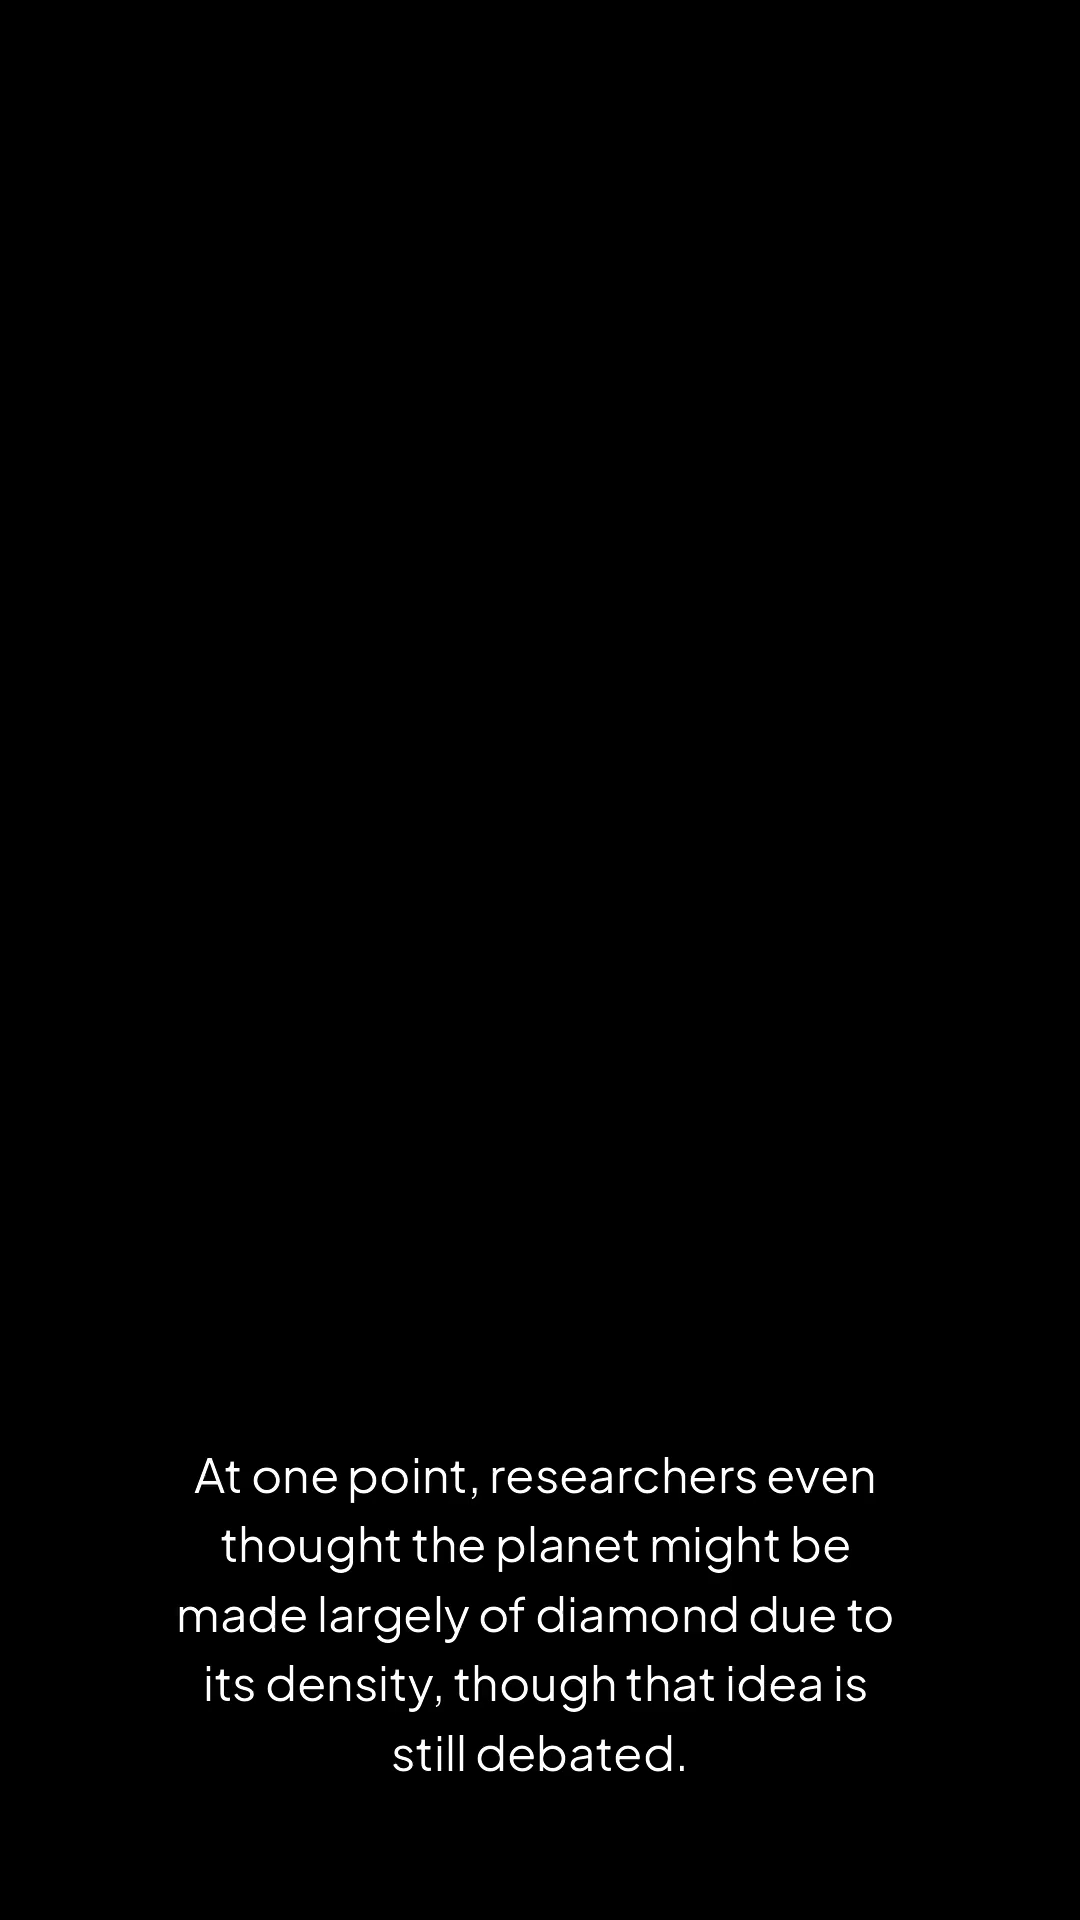 At one point, researchers even
thought the planet might be
made largely of diamond due to
its density, though that idea is
still debated.